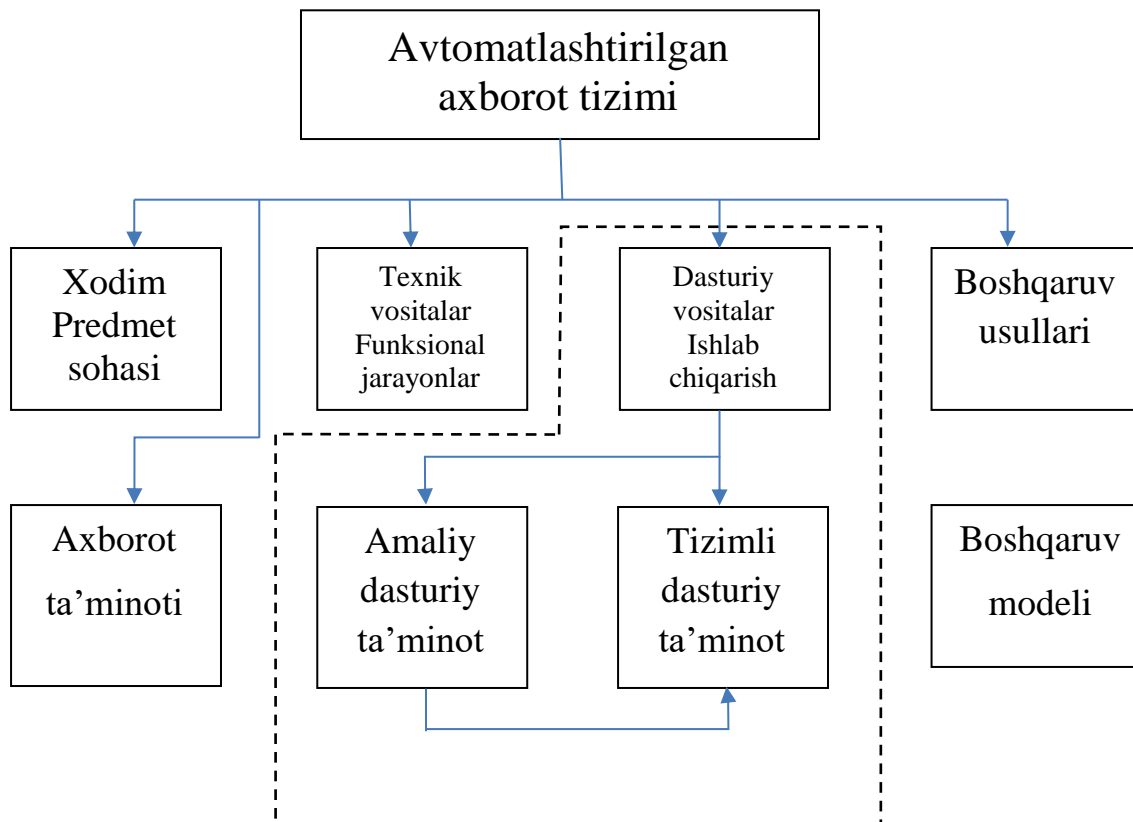 Avtomatlashtirilgan
axborot tizimi
Xodim
Predmet
sohasi
Texnik
vositalar
Funksional
jarayonlar
Dasturiy
vositalar
Ishlab
chiqarish
Boshqaruv
usullari
Axborot
ta’minoti
Amaliy
dasturiy
ta’minot
Tizimli
dasturiy
ta’minot
Boshqaruv
modeli